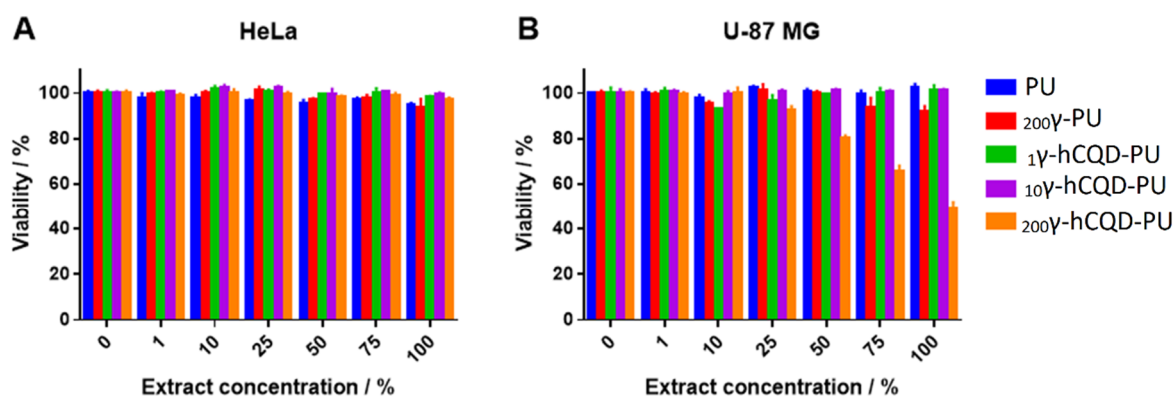 A
HeLa
Viability / %
100
80
60
40
20
0
0 1 10 25 50 75 100
Extract concentration / %
B
U-87 MG
Viability / %
100
80
60
40
20
0
0 1 10 25 50 75 100
Extract concentration / %
PU
200γ-PU
1γ-hCQD-PU
10γ-hCQD-PU
200γ-hCQD-PU